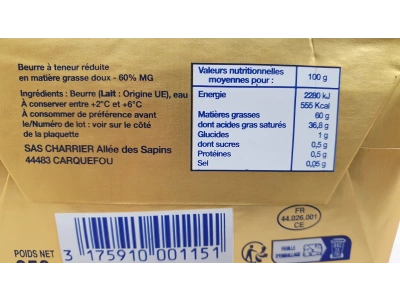 Beurre à teneur réduite
en matière grasse doux - 60% MG
Ingrédients : Beurre (Lait : Origine UE), eau
À conserver entre +2°C et +6°C
À consommer de préférence avant
le/Numéro de lot : voir sur le côté
de la plaquette
SAS CHARRIER Allée des Sapins
44483 CARQUEFOU
Valeurs nutritionnelles
moyennes pour : 100 g
Energie 2280 kJ
555 Kcal
Matières grasses 60 g
dont acides gras saturés 36,8 g
Glucides 1 g
dont sucres 0,5 g
Protéines 0,5 g
Sel 0,05 g
FR
44.026.001
CE
POIDS NET
3 175910 001151
FEUILLE
D'EMBALLAGE